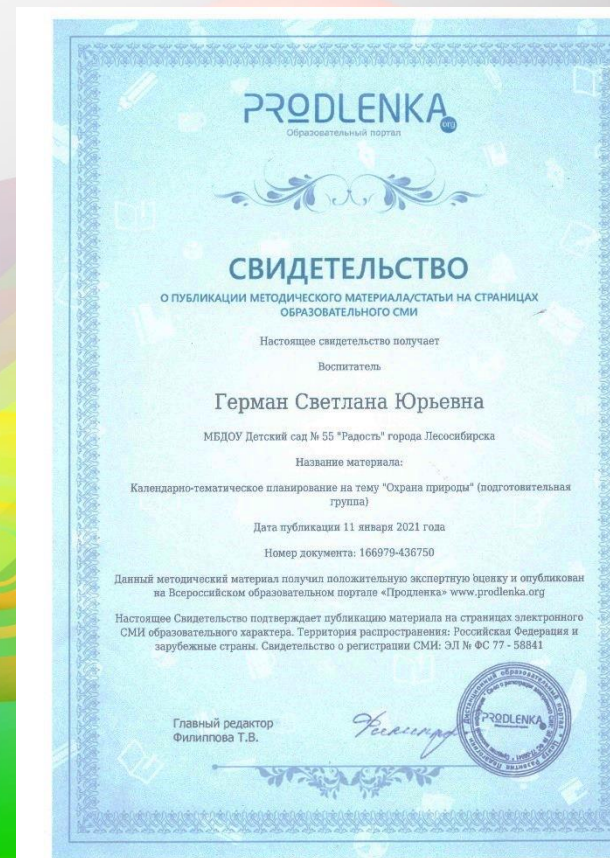 PRODLENKA
org
Образовательный портал
СВИДЕТЕЛЬСТВО
О ПУБЛИКАЦИИ МЕТОДИЧЕСКОГО МАТЕРИАЛА/СТАТЬИ НА СТРАНИЦАХ
ОБРАЗОВАТЕЛЬНОГО СМИ
Настоящее свидетельство получает
Воспитатель
Герман Светлана Юрьевна
МБДОУ Детский сад № 55 "Радость" города Лесосибирска
Название материала:
Календарно-тематическое планирование на тему "Охрана природы" (подготовительная
группа)
Дата публикации 11 января 2021 года
Номер документа: 166979-436750
Данный методический материал получил положительную экспертную оценку и опубликован
на Всероссийском образовательном портале «Продленка» www.prodlenka.org
Настоящее Свидетельство подтверждает публикацию материала на страницах электронного
СМИ образовательного характера. Территория распространения: Российская Федерация и
зарубежные страны. Свидетельство о регистрации СМИ: ЭЛ № ФС 77 - 58841
Главный редактор
Филиппова Т.В.
PRODLENKA